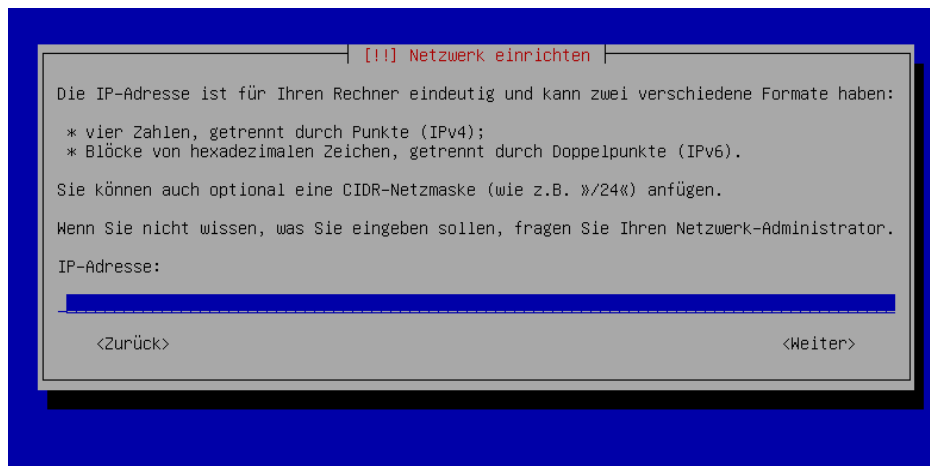 [!!] Netzwerk einrichten
Die IP-Adresse ist für Ihren Rechner eindeutig und kann zwei verschiedene Formate haben:
* vier Zahlen, getrennt durch Punkte (IPv4);
* Blöcke von hexadezimalen Zeichen, getrennt durch Doppelpunkte (IPv6).
Sie können auch optional eine CIDR-Netzmaske (wie z.B. »/24«) anfügen.
Wenn Sie nicht wissen, was Sie eingeben sollen, fragen Sie Ihren Netzwerk-Administrator.
IP-Adresse:
<Zurück> <Weiter>